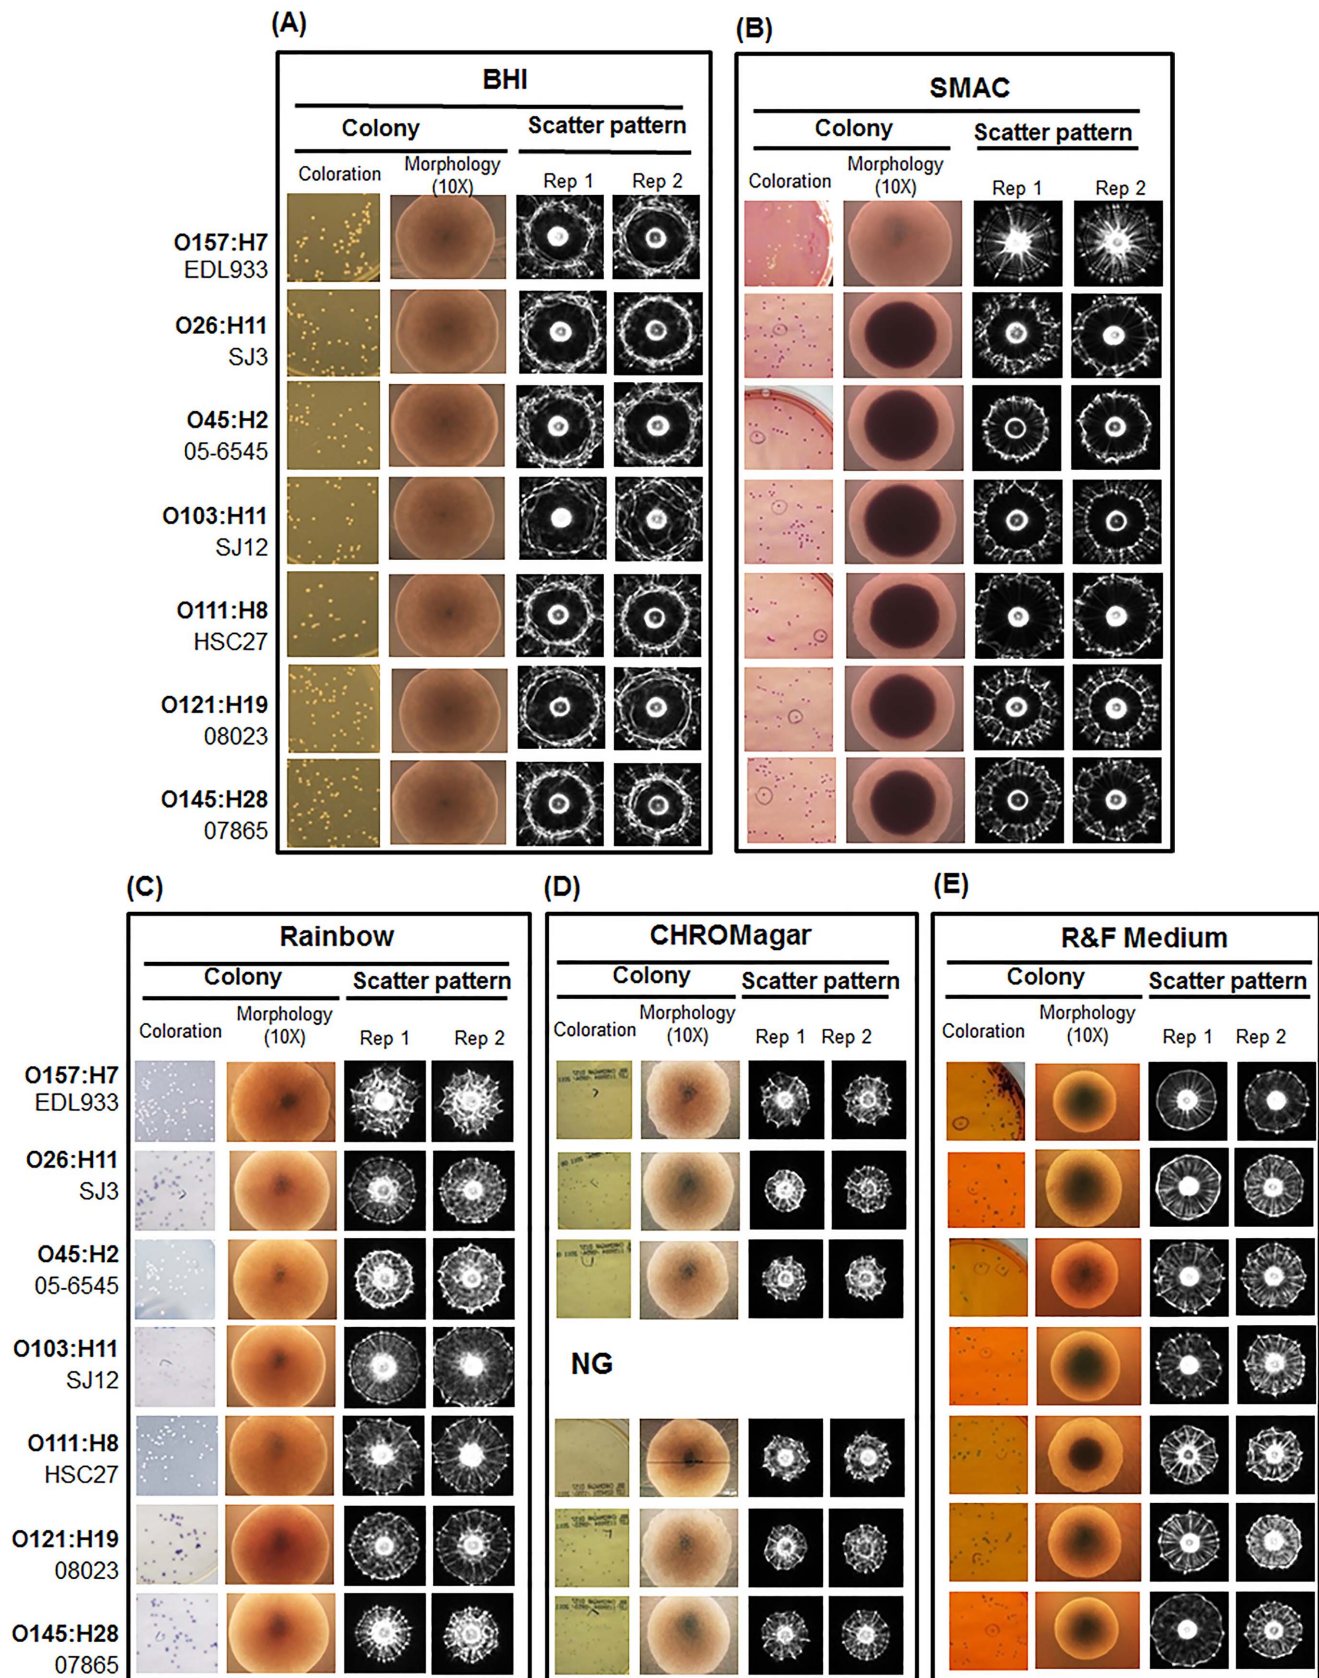 (A)
BHI
Colony Scatter pattern
Coloration Morphology (10X) Rep 1 Rep 2
(B)
SMAC
Colony Scatter pattern
Coloration Morphology (10X) Rep 1 Rep 2
O157:H7
EDL933
O26:H11
SJ3
O45:H2
05-6545
O103:H11
SJ12
O111:H8
HSC27
O121:H19
08023
O145:H28
07865
(C)
Rainbow
Colony Scatter pattern
Coloration Morphology (10X) Rep 1 Rep 2
(D)
CHROMagar
Colony Scatter pattern
Coloration Morphology (10X) Rep 1 Rep 2
(E)
R&F Medium
Colony Scatter pattern
Coloration Morphology (10X) Rep 1 Rep 2
O157:H7
EDL933
O26:H11
SJ3
O45:H2
05-6545
O103:H11
SJ12
NG
O111:H8
HSC27
O121:H19
08023
O145:H28
07865